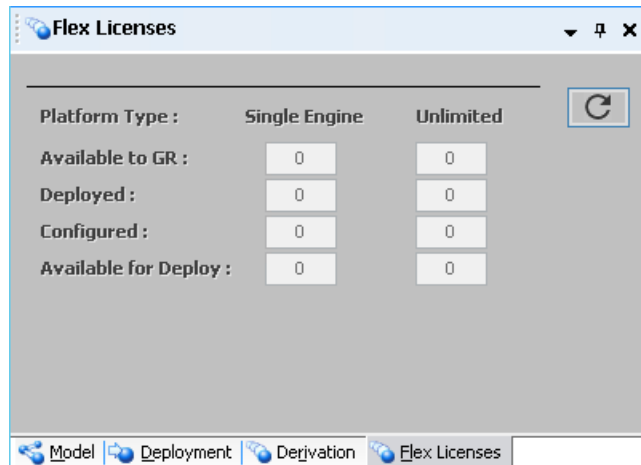 Flex Licenses
Platform Type : Single Engine Unlimited
Available to GR : 0 0
Deployed : 0 0
Configured : 0 0
Available for Deploy : 0 0
Model Deployment Derivation Flex Licenses